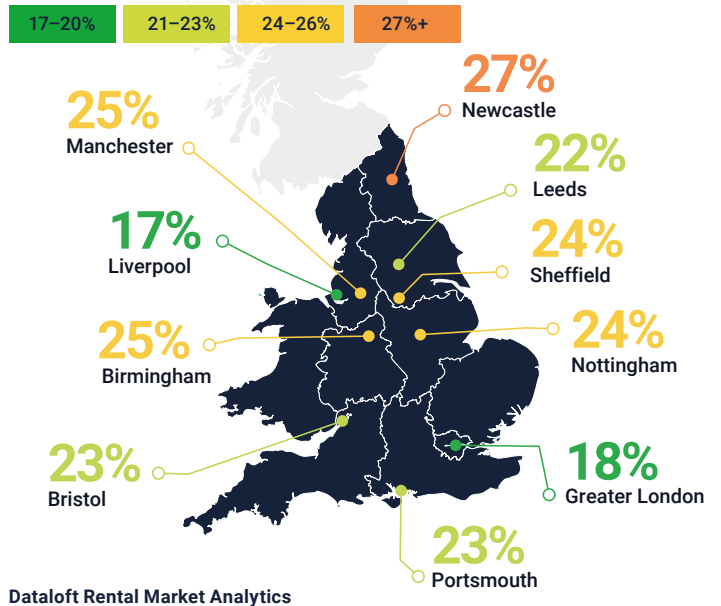 17–20%
21–23%
24–26%
27%+
27%
Newcastle
25%
Manchester
22%
Leeds
17%
Liverpool
24%
Sheffield
25%
Birmingham
24%
Nottingham
23%
Bristol
18%
Greater London
23%
Portsmouth
Dataloft Rental Market Analytics